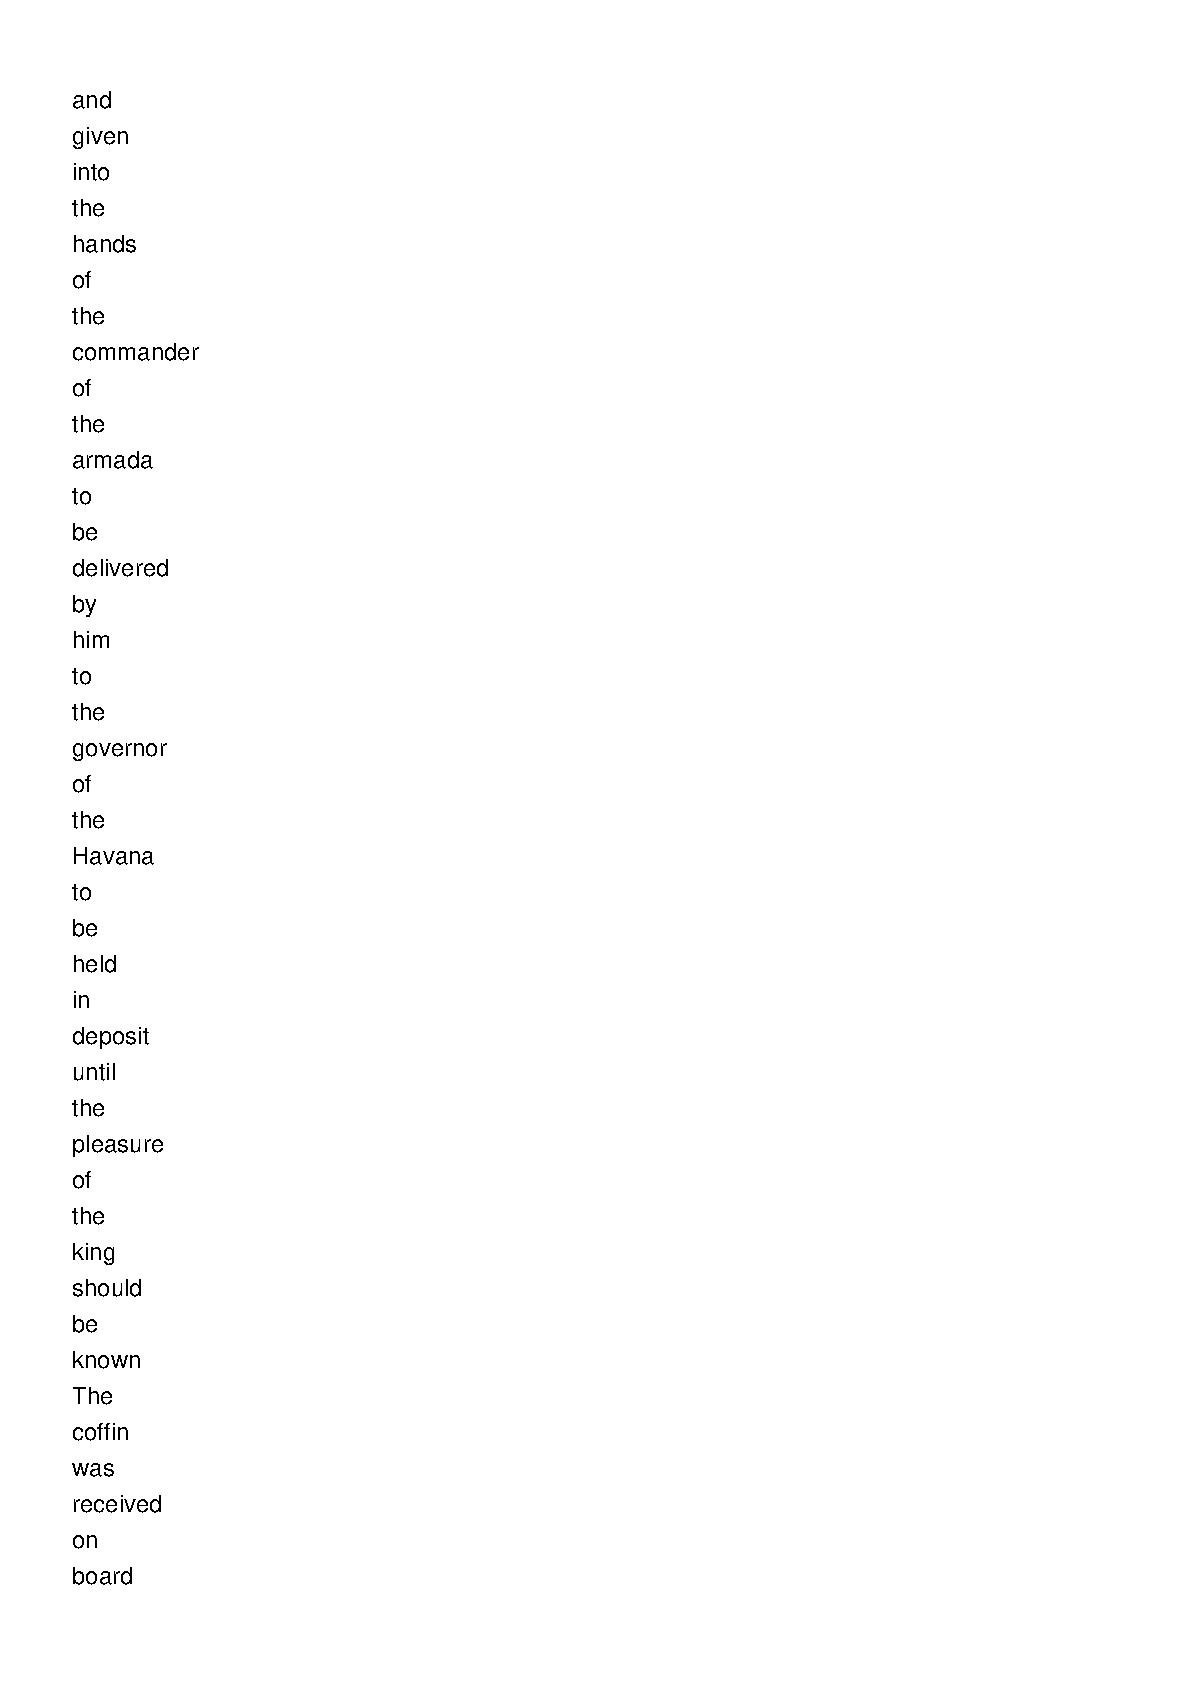 and
given
into
the
hands
of
the
commander
of
the
armada
to
be
delivered
by
him
to
the
governor
of
the
Havana
to
be
held
in
deposit
until
the
pleasure
of
the
king
should
be
known
The
coffin
was
received
on
board